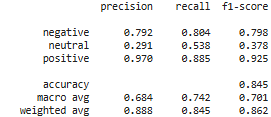 precision recall f1-score
negative 0.792 0.804 0.798
neutral 0.291 0.538 0.378
positive 0.970 0.885 0.925
accuracy 0.845
macro avg 0.684 0.742 0.701
weighted avg 0.888 0.845 0.862